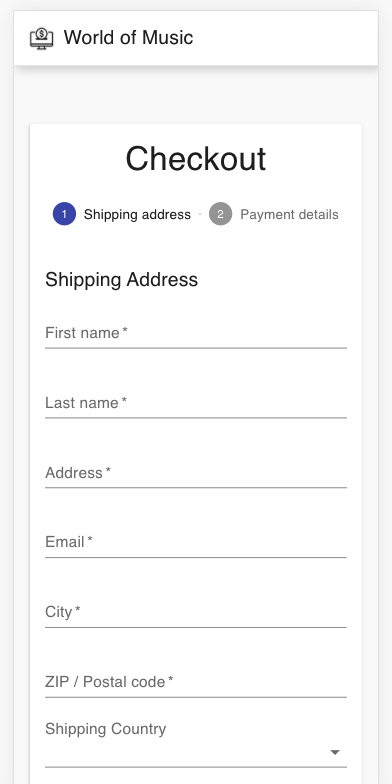 World of Music
Checkout
1 Shipping address - 2 Payment details
Shipping Address
First name *
Last name *
Address *
Email *
City *
ZIP / Postal code *
Shipping Country